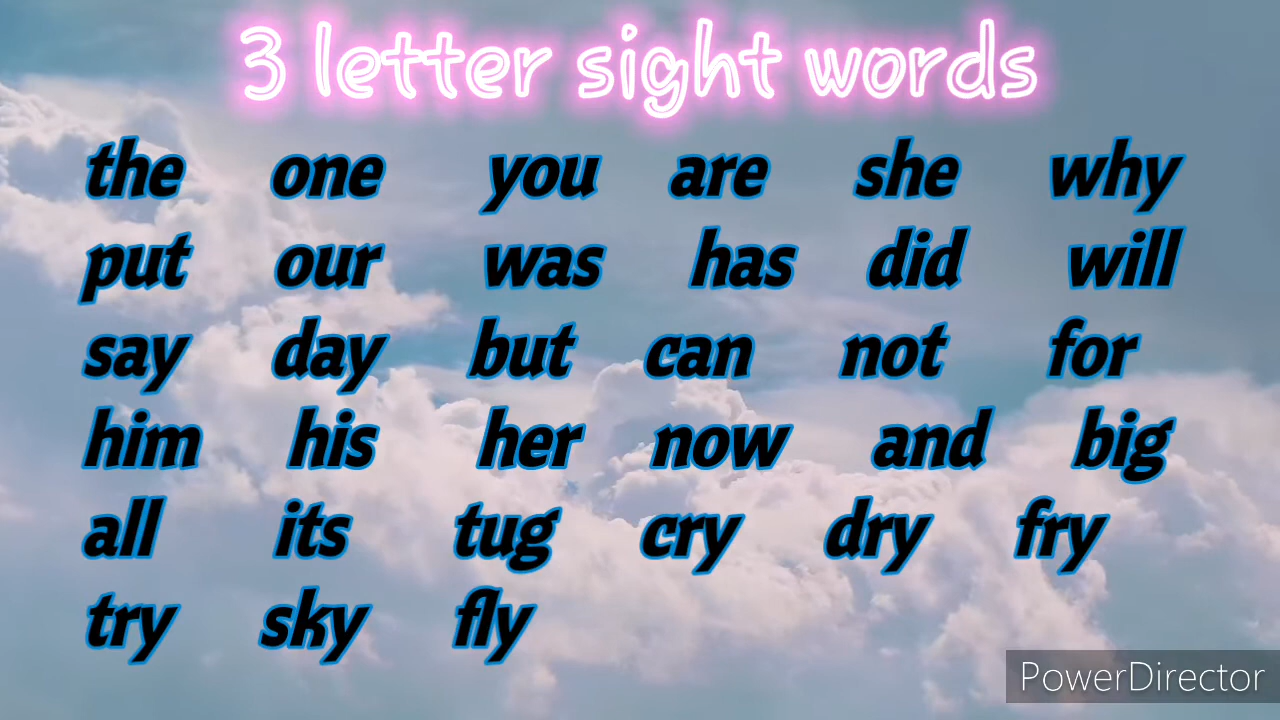 3 letter sight words
the one you are she why
put our was has did will
say day but can not for
him his her now and big
all its tug cry dry fry
try sky fly
PowerDirector